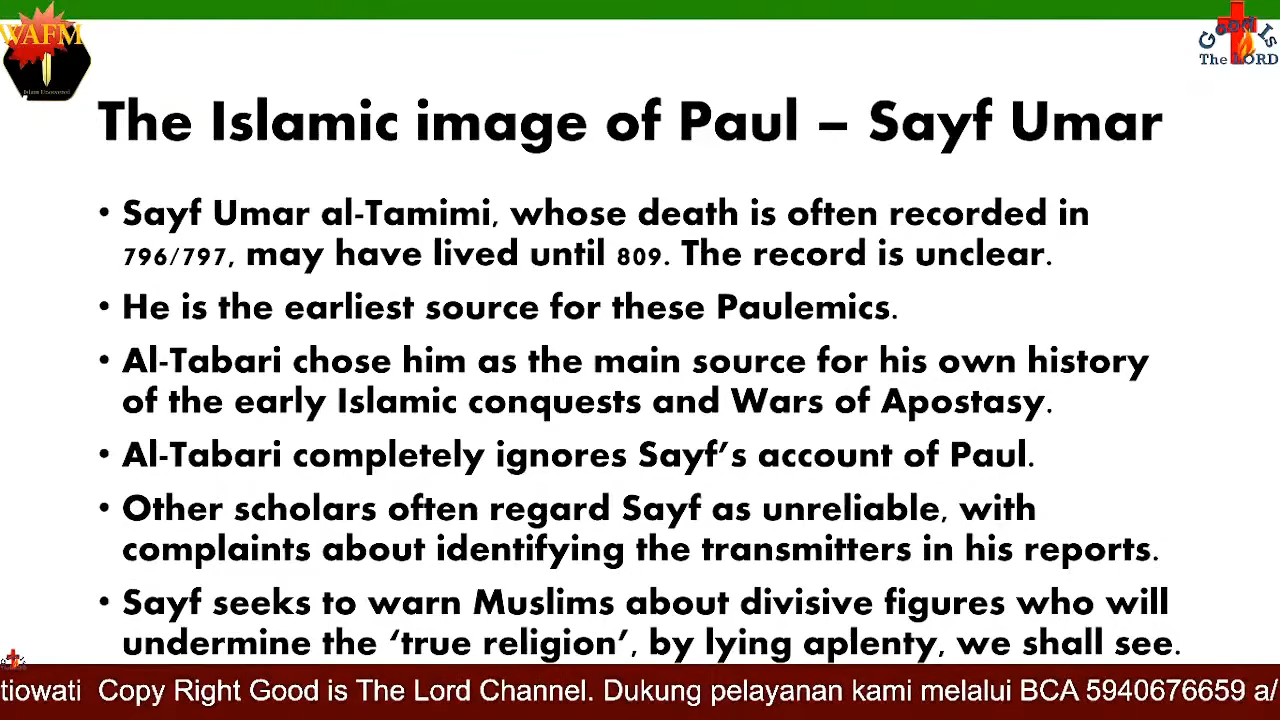 WAFM
Islam Uncovered
Good Is
The LORD
The Islamic image of Paul – Sayf Umar
• Sayf Umar al-Tamimi, whose death is often recorded in
796/797, may have lived until 809. The record is unclear.
• He is the earliest source for these Paulemics.
• Al-Tabari chose him as the main source for his own history
of the early Islamic conquests and Wars of Apostasy.
• Al-Tabari completely ignores Sayf’s account of Paul.
• Other scholars often regard Sayf as unreliable, with
complaints about identifying the transmitters in his reports.
• Sayf seeks to warn Muslims about divisive figures who will
undermine the ‘true religion’, by lying aplenty, we shall see.
tiowati Copy Right Good is The Lord Channel. Dukung pelayanan kami melalui BCA 5940676659 a/